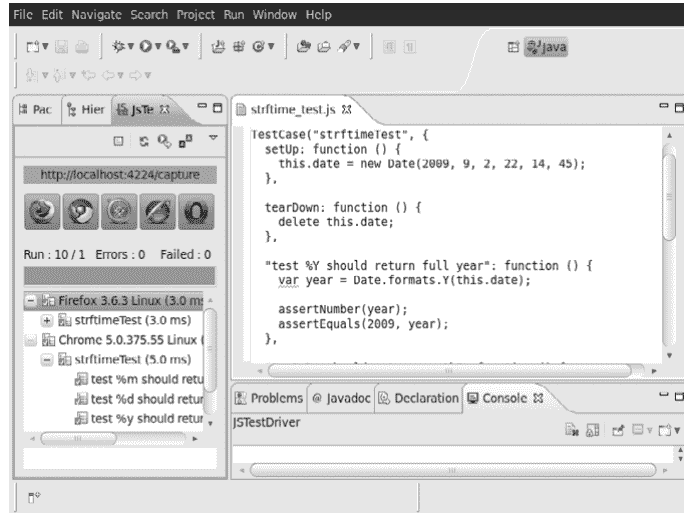 File Edit Navigate Search Project Run Window Help
Java
Pac Hier JsTe
http://localhost:4224/capture
Run : 10 / 1 Errors : 0 Failed : 0
Firefox 3.6.3 Linux (3.0 ms
strftimeTest (3.0 ms)
Chrome 5.0.375.55 Linux (
strftimeTest (5.0 ms)
test %m should retu
test %d should retur
test %y should retur
strftime_test.js
TestCase("strftimeTest", {
setUp: function () {
this.date = new Date(2009, 9, 2, 22, 14, 45);
},
tearDown: function () {
delete this.date;
},
"test %Y should return full year": function () {
var year = Date.formats.Y(this.date);
assertNumber(year);
assertEquals(2009, year);
},
Problems @ Javadoc Declaration Console
JSTestDriver